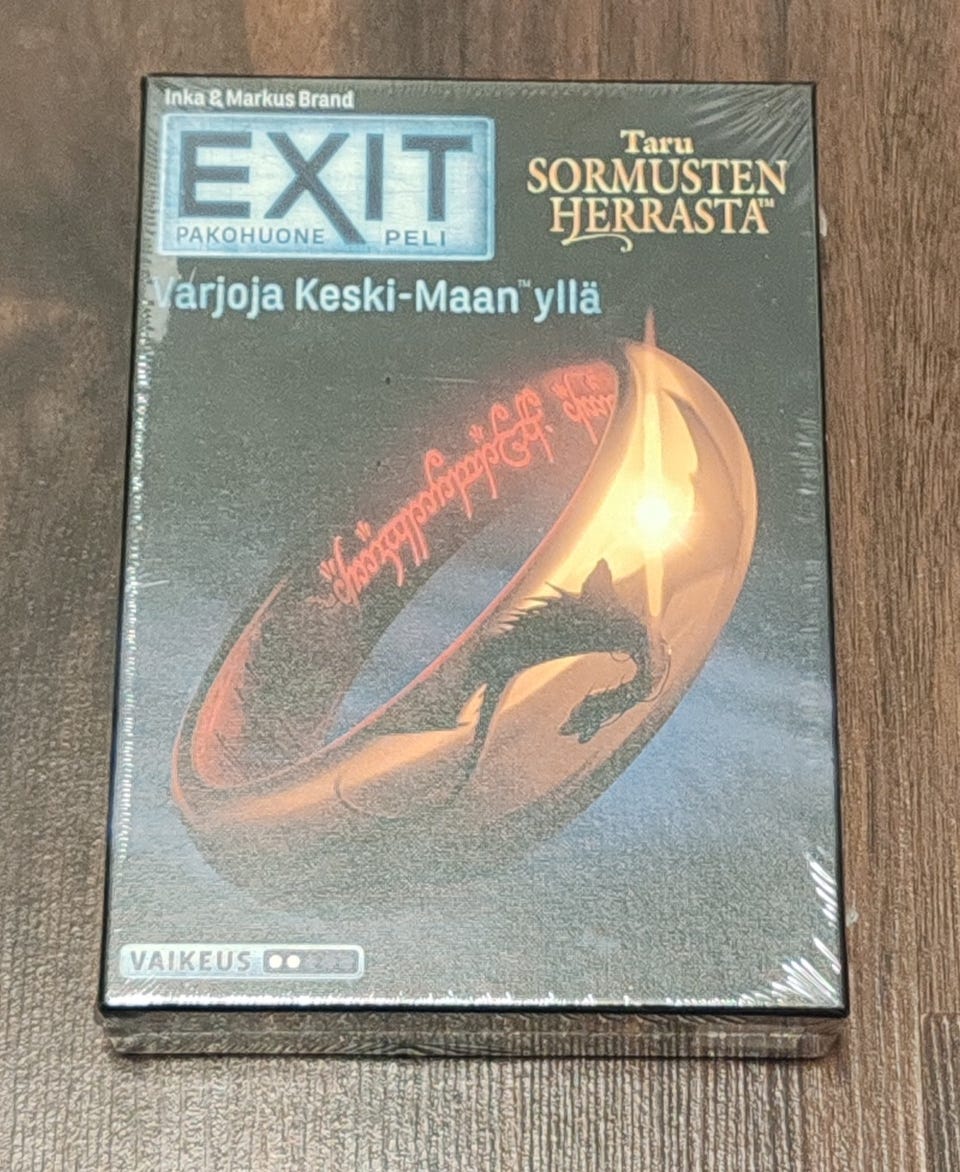 Inka & Markus Brand
EXIT
PAKOHUONE PELI
Taru
SORMUSTEN
HERRASTA™
Varjoja Keski-Maan™ yllä
VAIKEUS